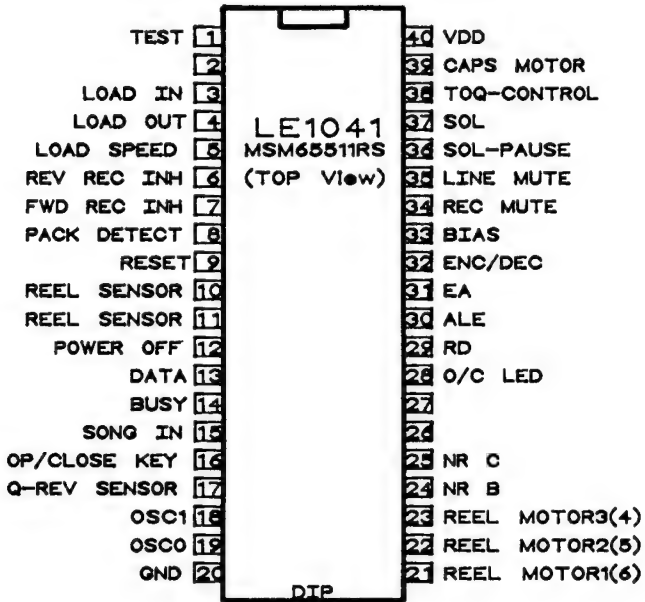 TEST 1
2
LOAD IN 3
LOAD OUT 4
LOAD SPEED 5
REV REC INH 6
FWD REC INH 7
PACK DETECT 8
RESET 9
REEL SENSOR 10
REEL SENSOR 11
POWER OFF 12
DATA 13
BUSY 14
SONG IN 15
OP/CLOSE KEY 16
Q-REV SENSOR 17
OSC1 18
OSC0 19
GND 20
LE1041
MSM65511RS
(TOP View)
DIP
40 VDD
39 CAPS MOTOR
38 TOQ-CONTROL
37 SOL
36 SOL-PAUSE
35 LINE MUTE
34 REC MUTE
33 BIAS
32 ENC/DEC
31 EA
30 ALE
29 RD
28 O/C LED
27
26
25 NR C
24 NR B
23 REEL MOTOR3(4)
22 REEL MOTOR2(5)
21 REEL MOTOR1(6)